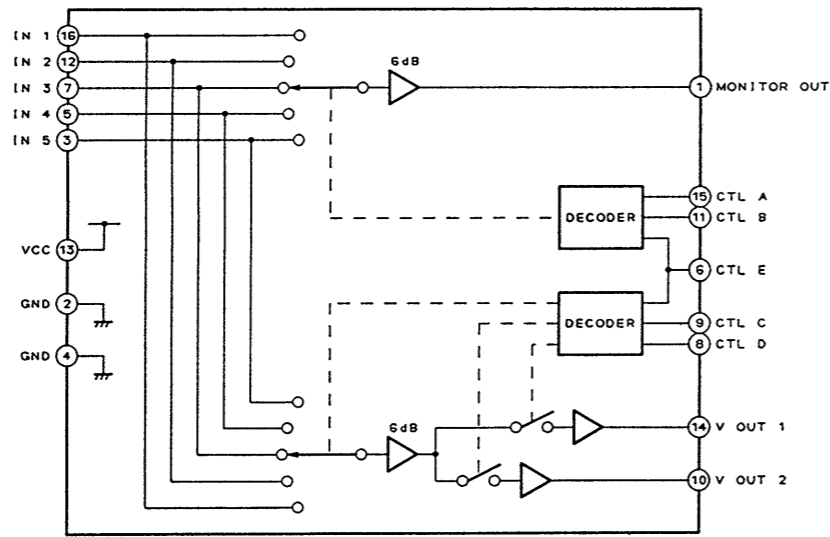 IN 1 16
IN 2 12
IN 3 7
IN 4 5
IN 5 3
6dB
1 MONITOR OUT
DECODER
15 CTL A
11 CTL B
VCC 13
6 CTL E
GND 2
DECODER
9 CTL C
8 CTL D
GND 4
6dB
14 V OUT 1
10 V OUT 2